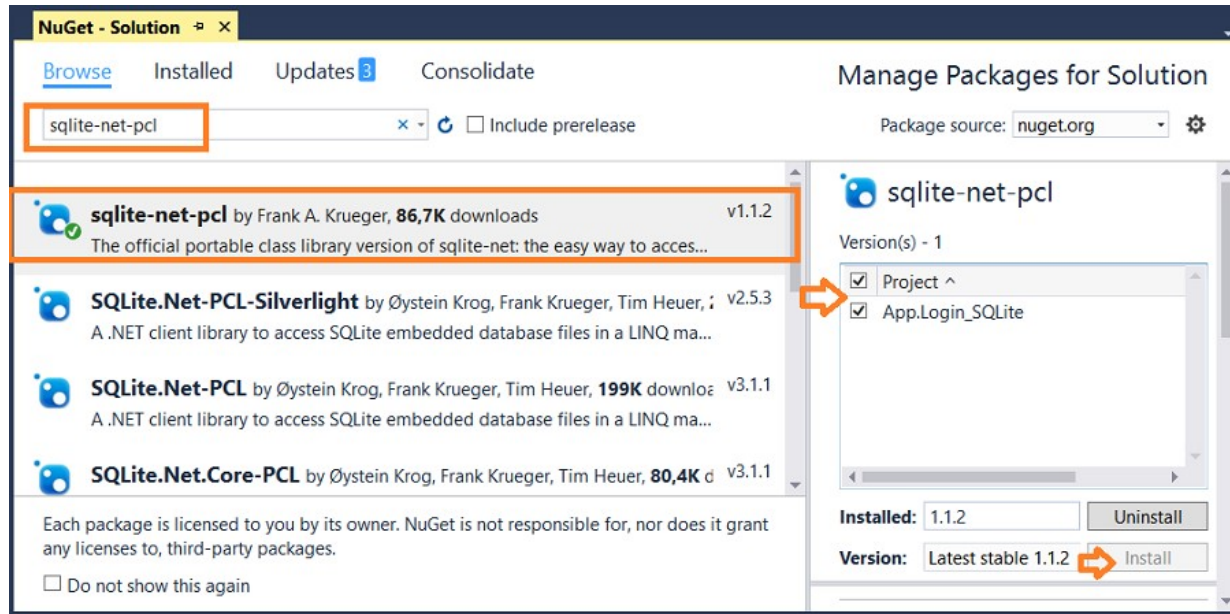 NuGet - Solution
Browse Installed Updates 3 Consolidate
Manage Packages for Solution
sqlite-net-pcl
Include prerelease
Package source: nuget.org
sqlite-net-pcl by Frank A. Krueger, 86,7K downloads v1.1.2
The official portable class library version of sqlite-net: the easy way to acces...
SQLite.Net-PCL-Silverlight by Øystein Krog, Frank Krueger, Tim Heuer, v2.5.3
A .NET client library to access SQLite embedded database files in a LINQ ma...
SQLite.Net-PCL by Øystein Krog, Frank Krueger, Tim Heuer, 199K v3.1.1
A .NET client library to access SQLite embedded database files in a LINQ ma...
SQLite.Net.Core-PCL by Øystein Krog, Frank Krueger, Tim Heuer, 80,4K v3.1.1
Each package is licensed to you by its owner. NuGet is not responsible for, nor does it grant
any licenses to, third-party packages.
Do not show this again
sqlite-net-pcl
Version(s) - 1
Project
App.Login_SQLite
Installed: 1.1.2 Uninstall
Version: Latest stable 1.1.2 Install